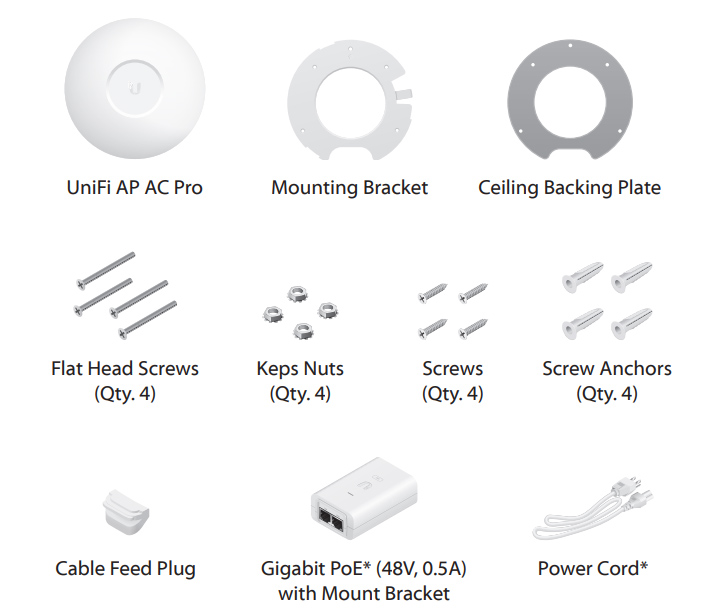 UniFi AP AC Pro
Mounting Bracket
Ceiling Backing Plate
Flat Head Screws
(Qty. 4)
Keps Nuts
(Qty. 4)
Screws
(Qty. 4)
Screw Anchors
(Qty. 4)
Cable Feed Plug
Gigabit PoE* (48V, 0.5A)
with Mount Bracket
Power Cord*